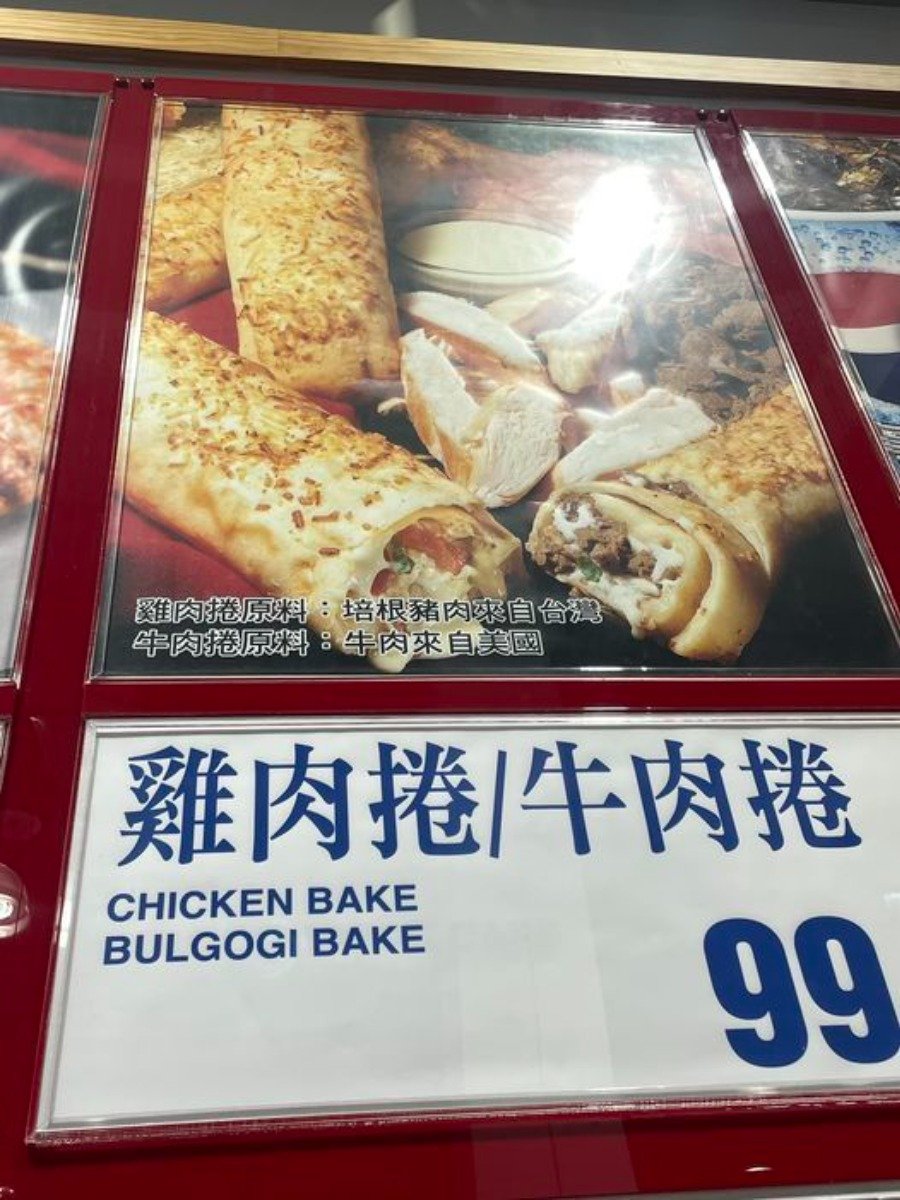 雞肉捲原料：培根豬肉來自台灣
牛肉捲原料：牛肉來自美國
雞肉捲/牛肉捲
CHICKEN BAKE
BULGOGI BAKE
99